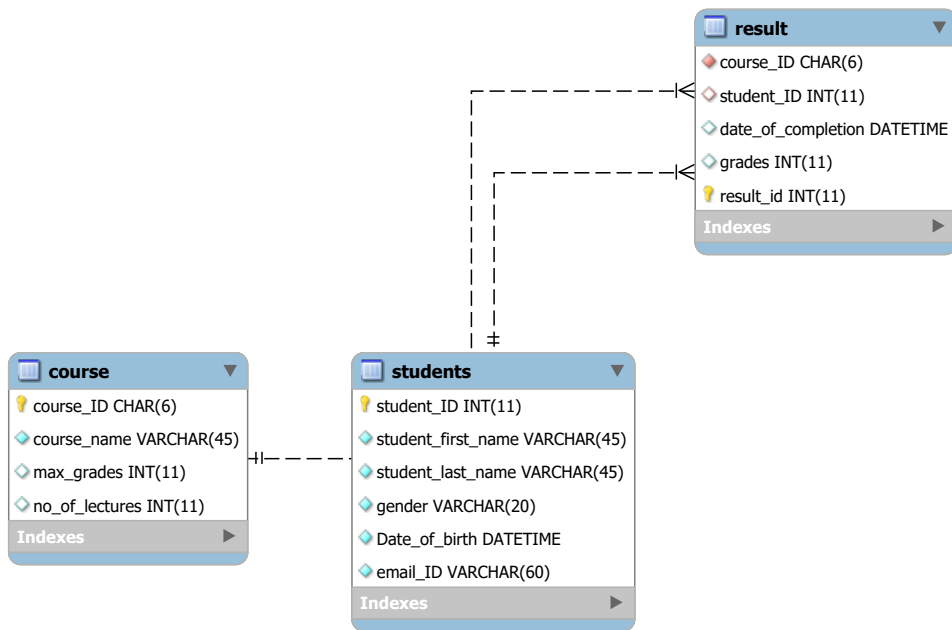 result
course_ID CHAR(6)
student_ID INT(11)
date_of_completion DATETIME
grades INT(11)
result_id INT(11)
Indexes
course
course_ID CHAR(6)
course_name VARCHAR(45)
max_grades INT(11)
no_of_lectures INT(11)
Indexes
students
student_ID INT(11)
student_first_name VARCHAR(45)
student_last_name VARCHAR(45)
gender VARCHAR(20)
Date_of_birth DATETIME
email_ID VARCHAR(60)
Indexes